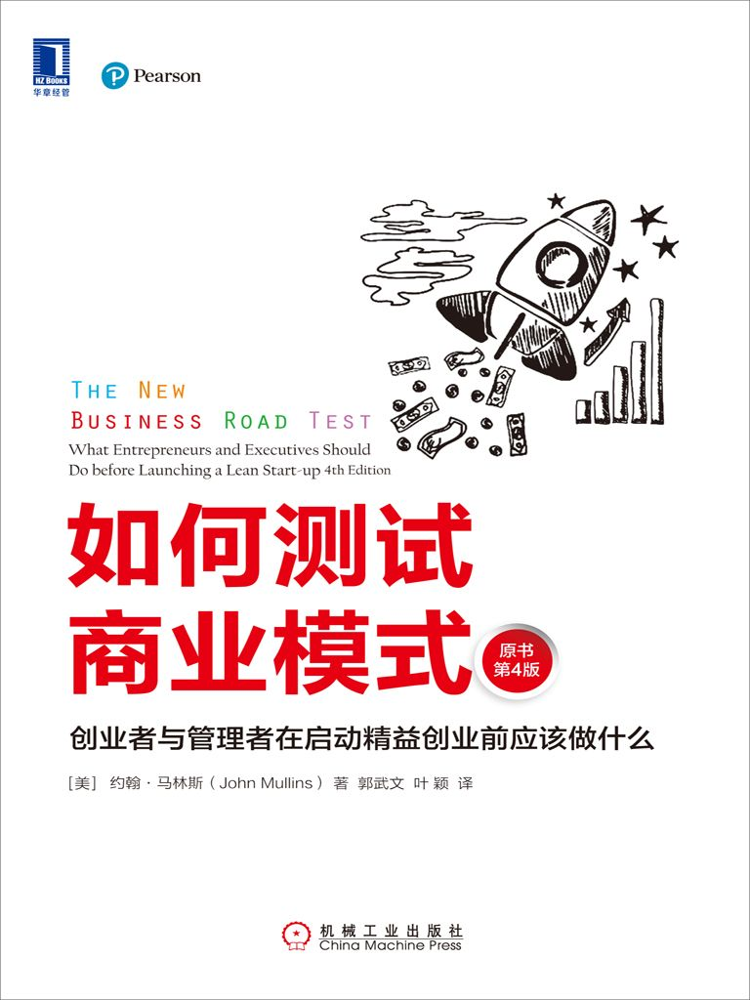 HZ BOOKS
华章经管
Pearson
THE NEW
BUSINESS ROAD TEST
What Entrepreneurs and Executives Should
Do before Launching a Lean Start-up 4th Edition
如何测试
商业模式
原书
第4版
创业者与管理者在启动精益创业前应该做什么
[美] 约翰·马林斯（John Mullins）著 郭武文 叶颖 译
机械工业出版社
China Machine Press